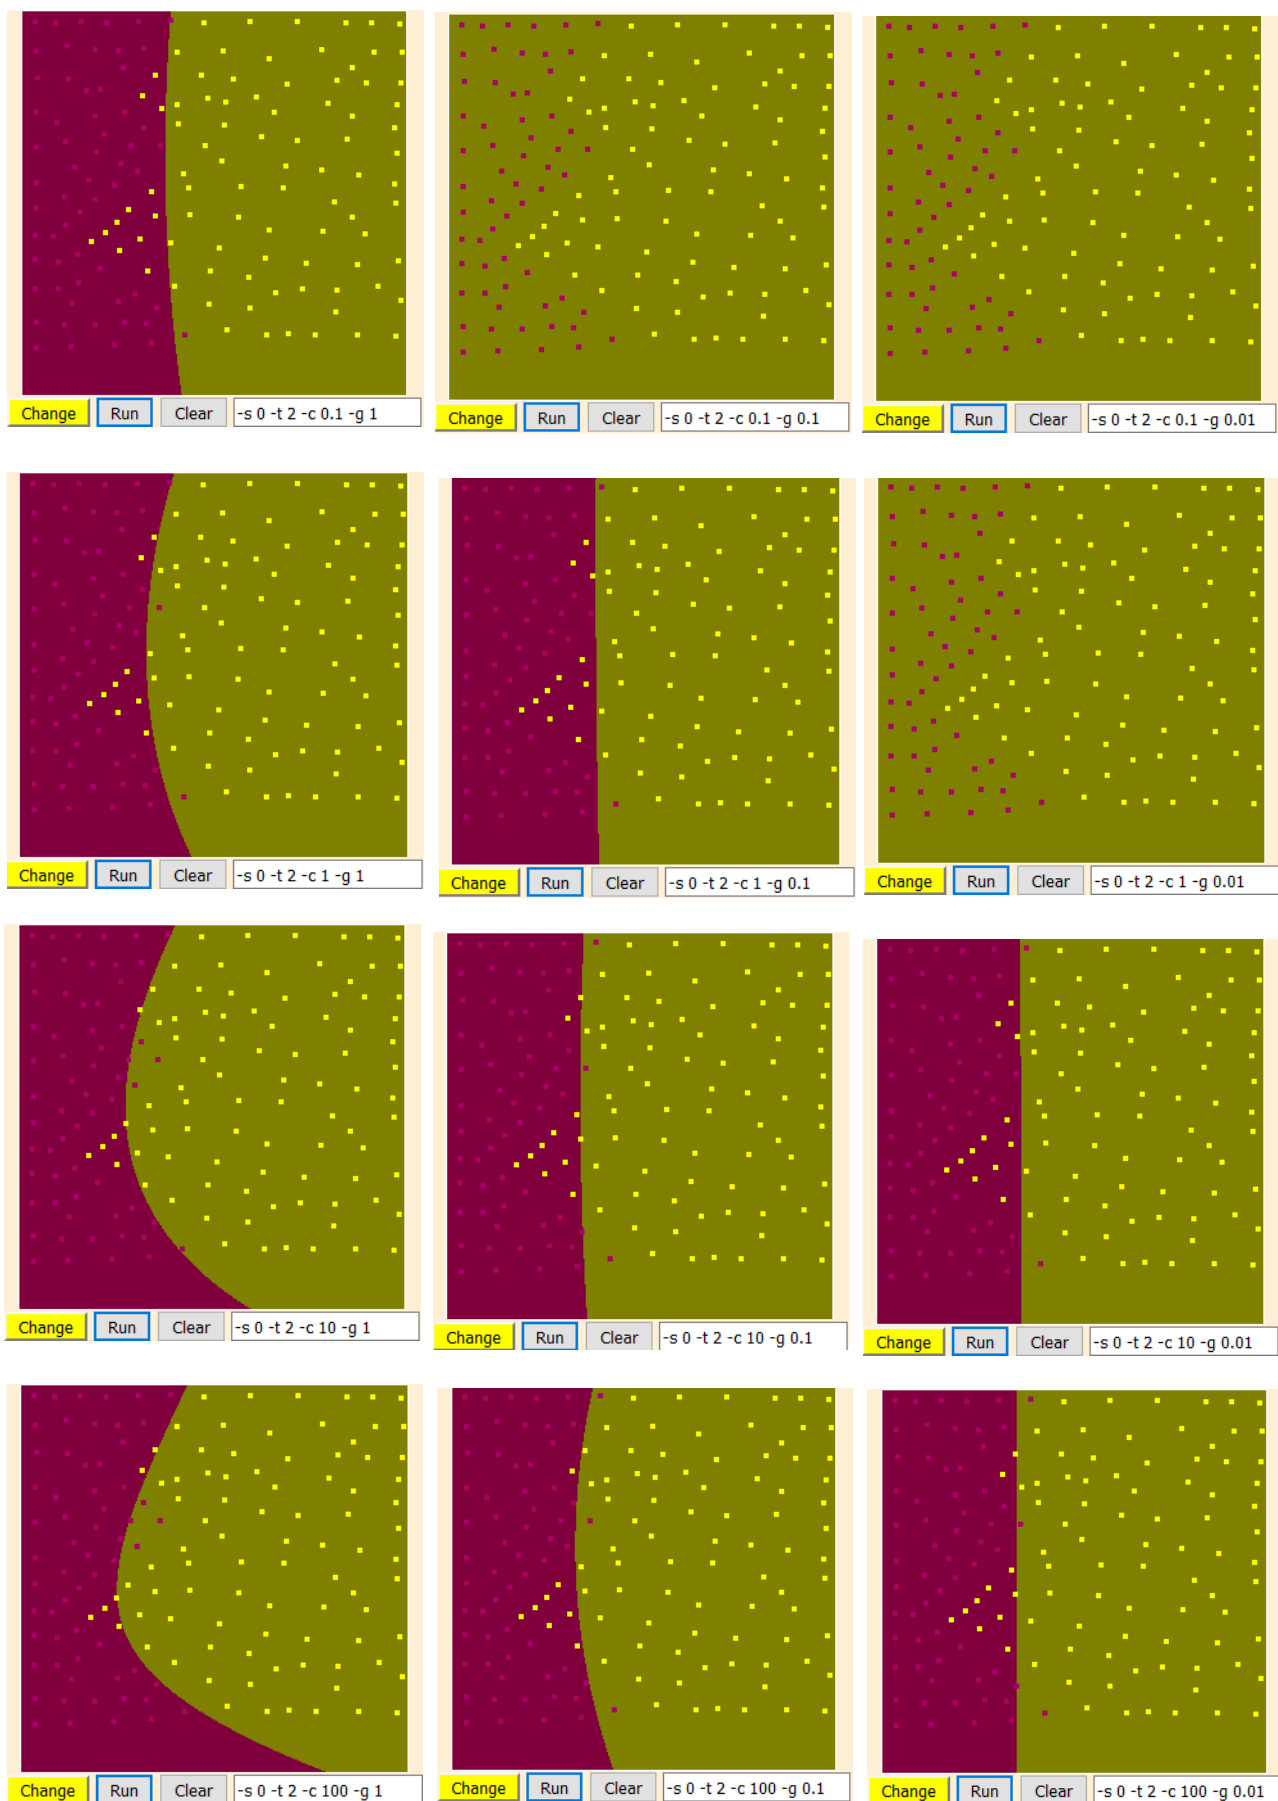 Change Run Clear -s 0 -t 2 -c 0.1 -g 1
Change Run Clear -s 0 -t 2 -c 0.1 -g 0.1
Change Run Clear -s 0 -t 2 -c 0.1 -g 0.01
Change Run Clear -s 0 -t 2 -c 1 -g 1
Change Run Clear -s 0 -t 2 -c 1 -g 0.1
Change Run Clear -s 0 -t 2 -c 1 -g 0.01
Change Run Clear -s 0 -t 2 -c 10 -g 1
Change Run Clear -s 0 -t 2 -c 10 -g 0.1
Change Run Clear -s 0 -t 2 -c 10 -g 0.01
Change Run Clear -s 0 -t 2 -c 100 -g 1
Change Run Clear -s 0 -t 2 -c 100 -g 0.1
Change Run Clear -s 0 -t 2 -c 100 -g 0.01